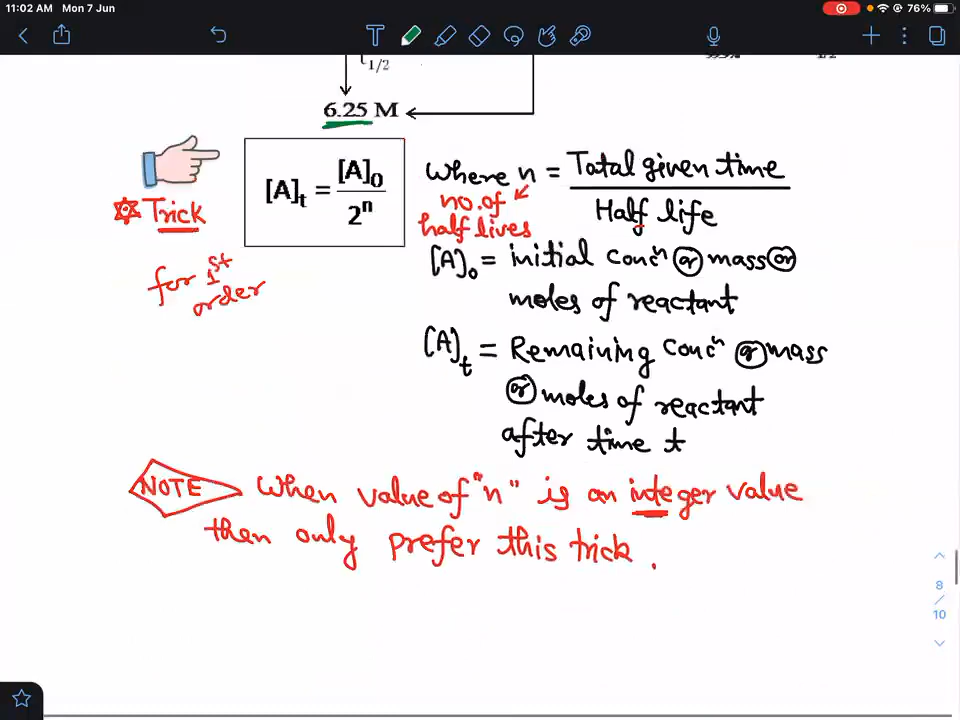 11:02 AM Mon 7 Jun
76%
t1/2
6.25 M
[A]t = [A]0 / 2^n
Where n = Total given time / Half life
no. of
half lives
Trick
for 1st
order
[A]0 = initial concn or mass or
moles of reactant
[A]t = Remaining concn or mass
or moles of reactant
after time t
NOTE When value of "n" is an integer value
then only prefer this trick.
8
10